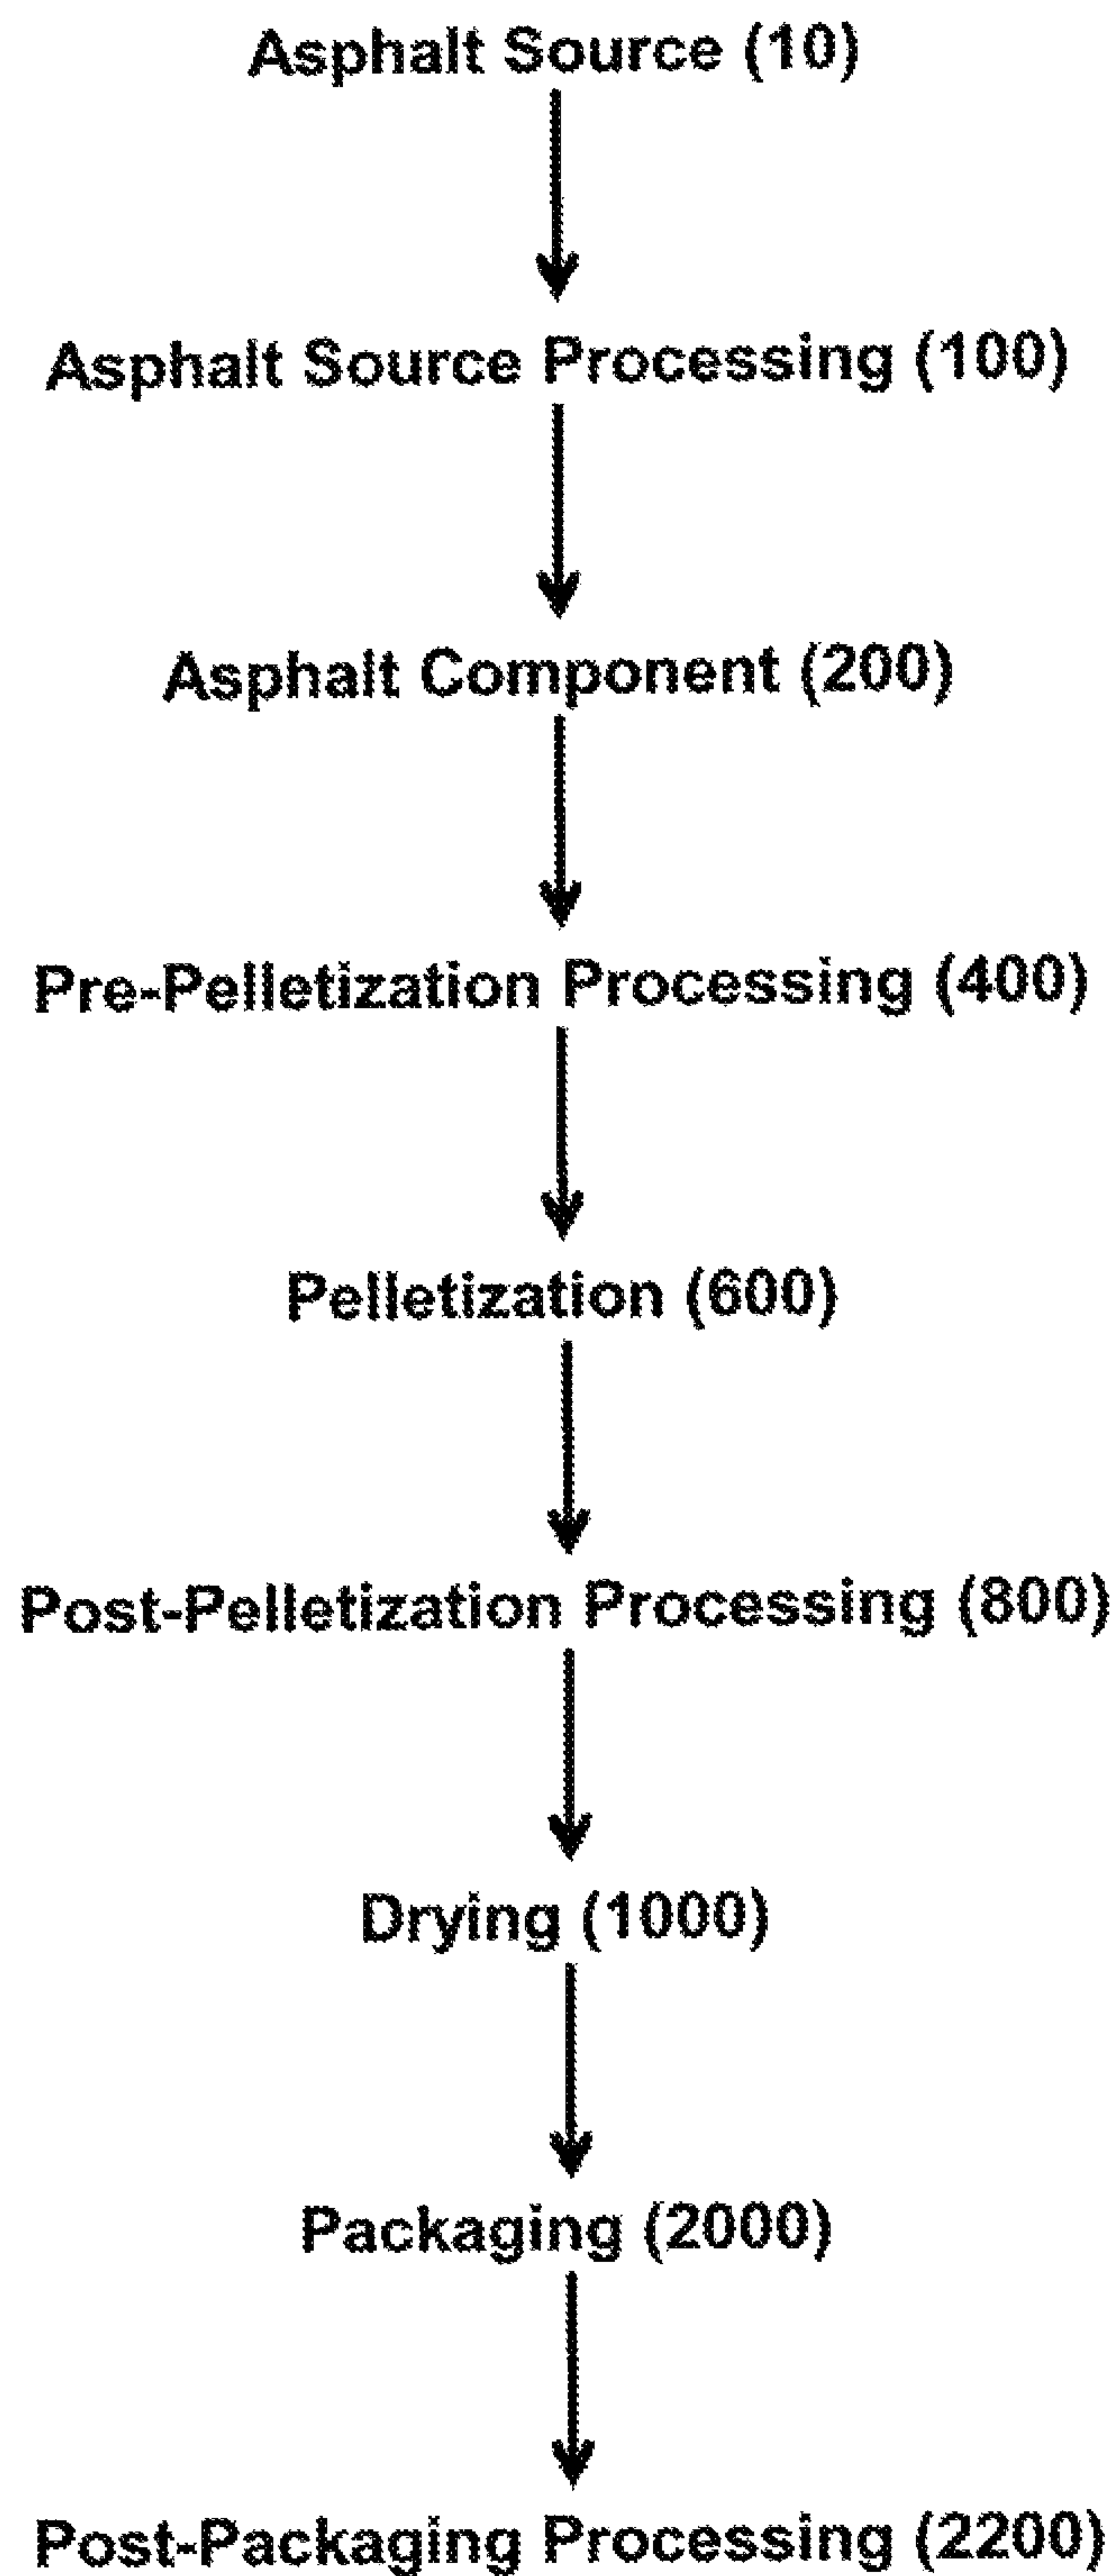 Asphalt Source (10)
Asphalt Source Processing (100)
Asphalt Component (200)
Pre-Pelletization Processing (400)
Pelletization (600)
Post-Pelletization Processing (800)
Drying (1000)
Packaging (2000)
Post-Packaging Processing (2200)